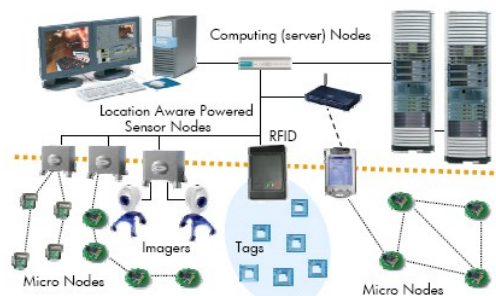 Computing (server) Nodes
Location Aware Powered
Sensor Nodes
RFID
Imagers
Tags
Micro Nodes
Micro Nodes